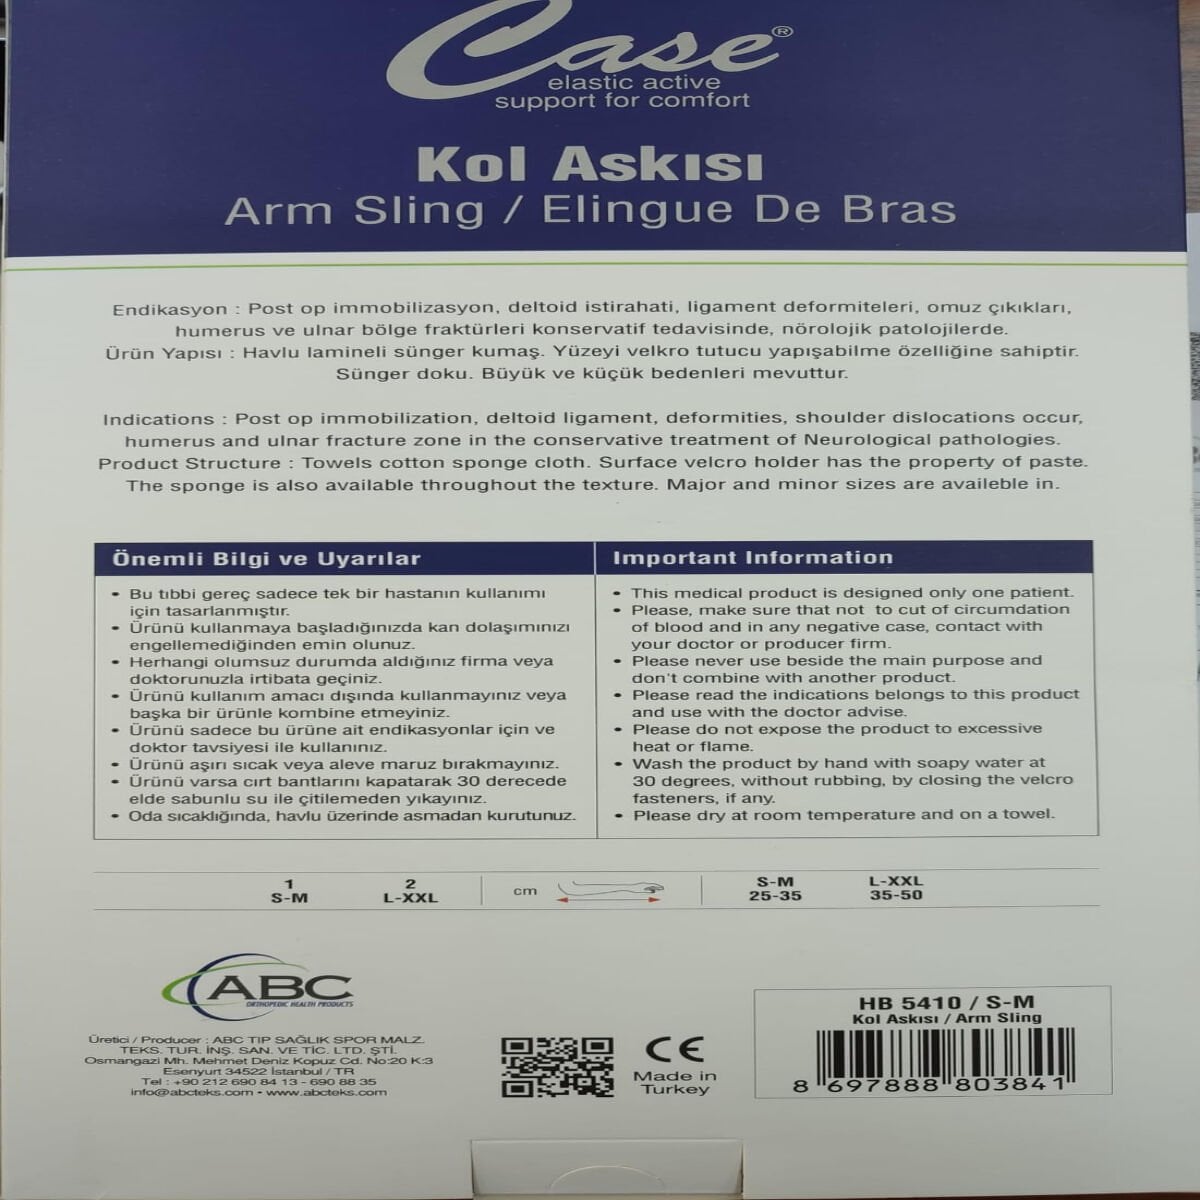 Case®
elastic active
support for comfort
Kol Askısı
Arm Sling / Elingue De Bras
Endikasyon : Post op immobilizasyon, deltoid istirahati, ligament deformiteleri, omuz çıkıkları,
humerus ve ulnar bölge fraktürleri konservatif tedavisinde, nörolojik patolojilerde.
Ürün Yapısı : Havlu lamineli sünger kumaş. Yüzeyi velkro tutucu yapışabilme özelliğine sahiptir.
Sünger doku. Büyük ve küçük bedenleri mevuttur.
Indications : Post op immobilization, deltoid ligament, deformities, shoulder dislocations occur,
humerus and ulnar fracture zone in the conservative treatment of Neurological pathologies.
Product Structure : Towels cotton sponge cloth. Surface velcro holder has the property of paste.
The sponge is also available throughout the texture. Major and minor sizes are availeble in.
Önemli Bilgi ve Uyarılar
• Bu tıbbi gereç sadece tek bir hastanın kullanımı
için tasarlanmıştır.
• Ürünü kullanmaya başladığınızda kan dolaşımınızı
engellemediğinden emin olunuz.
• Herhangi olumsuz durumda aldığınız firma veya
doktorunuzla irtibata geçiniz.
• Ürünü kullanım amacı dışında kullanmayınız veya
başka bir ürünle kombine etmeyiniz.
• Ürünü sadece bu ürüne ait endikasyonlar için ve
doktor tavsiyesi ile kullanınız.
• Ürünü aşırı sıcak veya aleve maruz bırakmayınız.
• Ürünü varsa cırt bantlarını kapatarak 30 derecede
elde sabunlu su ile çitilemeden yıkayınız.
• Oda sıcaklığında, havlu üzerinde asmadan kurutunuz.
Important Information
• This medical product is designed only one patient.
• Please, make sure that not to cut of circumdation
of blood and in any negative case, contact with
your doctor or producer firm.
• Please never use beside the main purpose and
don't combine with another product.
• Please read the indications belongs to this product
and use with the doctor advise.
• Please do not expose the product to excessive
heat or flame.
• Wash the product by hand with soapy water at
30 degrees, without rubbing, by closing the velcro
fasteners, if any.
• Please dry at room temperature and on a towel.
1 2 cm S-M L-XXL
S-M L-XXL 25-35 35-50
ABC
ORTHOPEDIC HEALTH PRODUCTS
Üretici / Producer : ABC TIP SAĞLIK SPOR MALZ.
TEKS. TUR. İNŞ. SAN. VE TİC. LTD. ŞTİ.
Osmangazi Mh. Mehmet Deniz Kopuz Cd. No:20 K:3
Esenyurt 34522 İstanbul / TR
Tel : +90 212 690 84 13 - 690 88 35
info@abcteks.com • www.abcteks.com
CE
Made in
Turkey
HB 5410 / S-M
Kol Askısı / Arm Sling
8 697888 803841